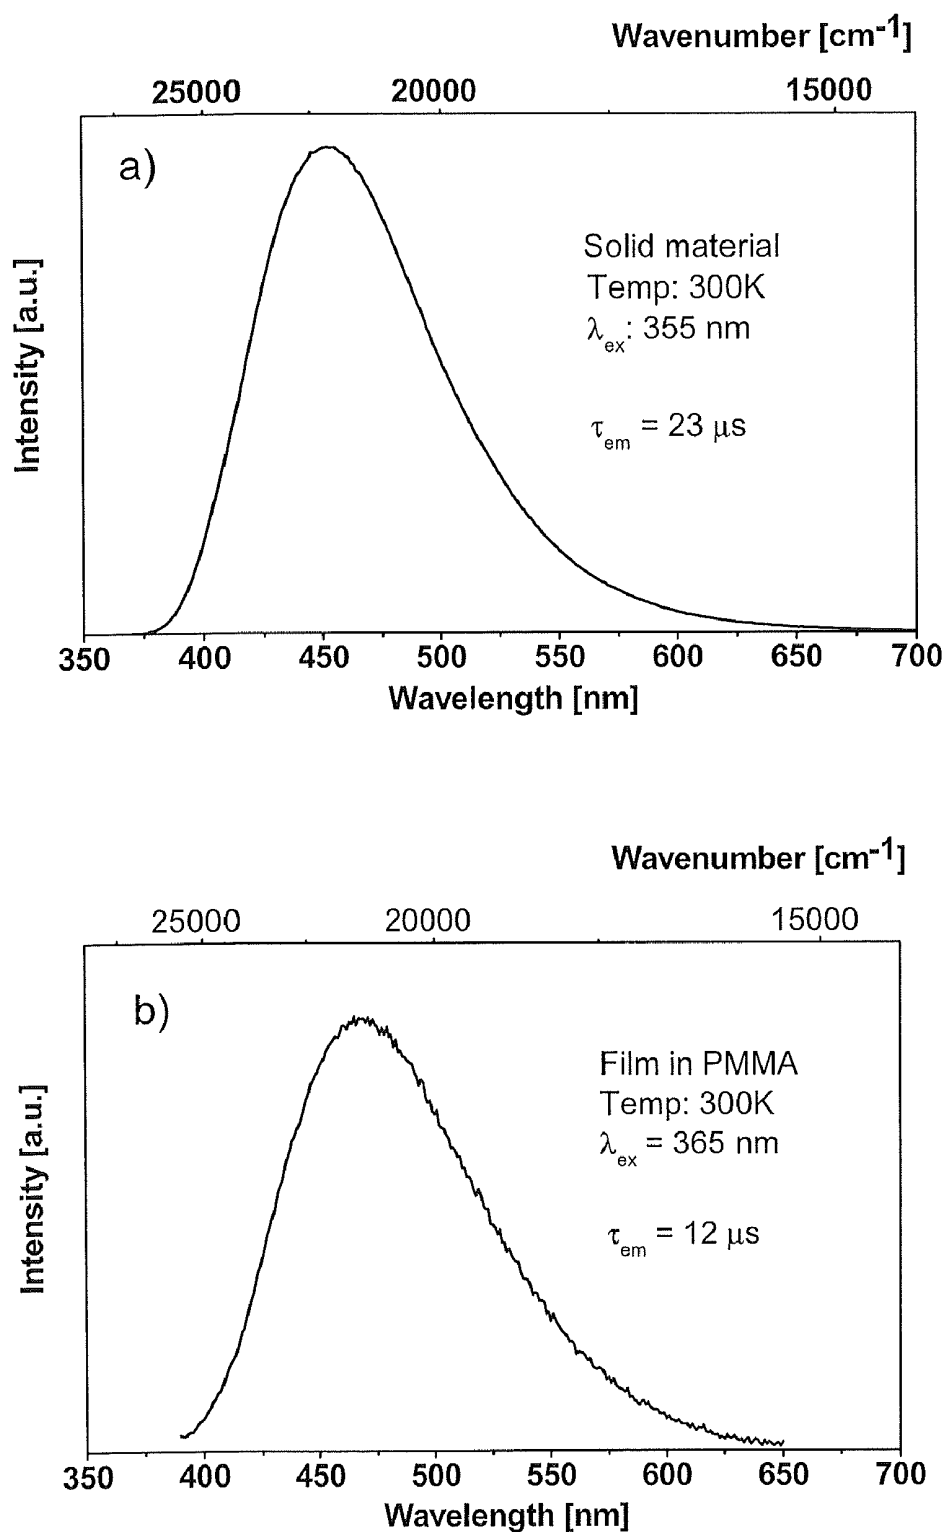 Wavenumber [cm-1]
25000 20000 15000
a)
Solid material
Temp: 300K
λex: 355 nm
τem = 23 μs
Intensity [a.u.]
350 400 450 500 550 600 650 700
Wavelength [nm]
Wavenumber [cm-1]
25000 20000 15000
b)
Film in PMMA
Temp: 300K
λex = 365 nm
τem = 12 μs
Intensity [a.u.]
350 400 450 500 550 600 650 700
Wavelength [nm]